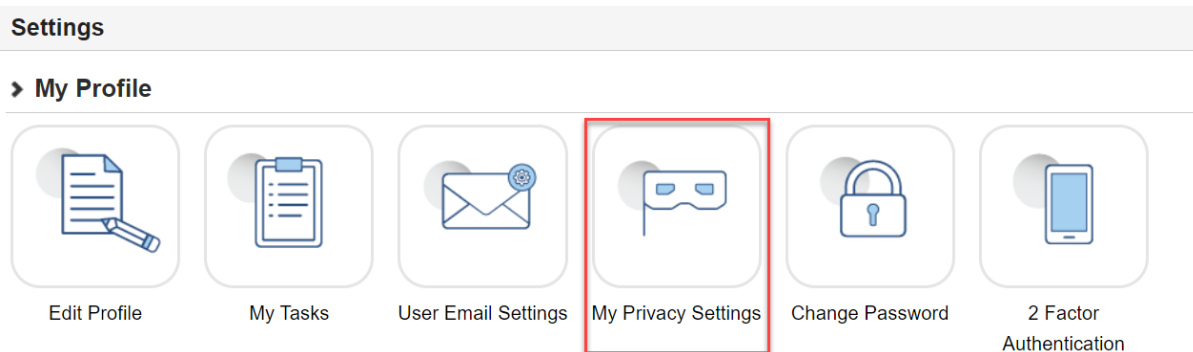 Settings
My Profile
Edit Profile
My Tasks
User Email Settings
My Privacy Settings
Change Password
2 Factor
Authentication